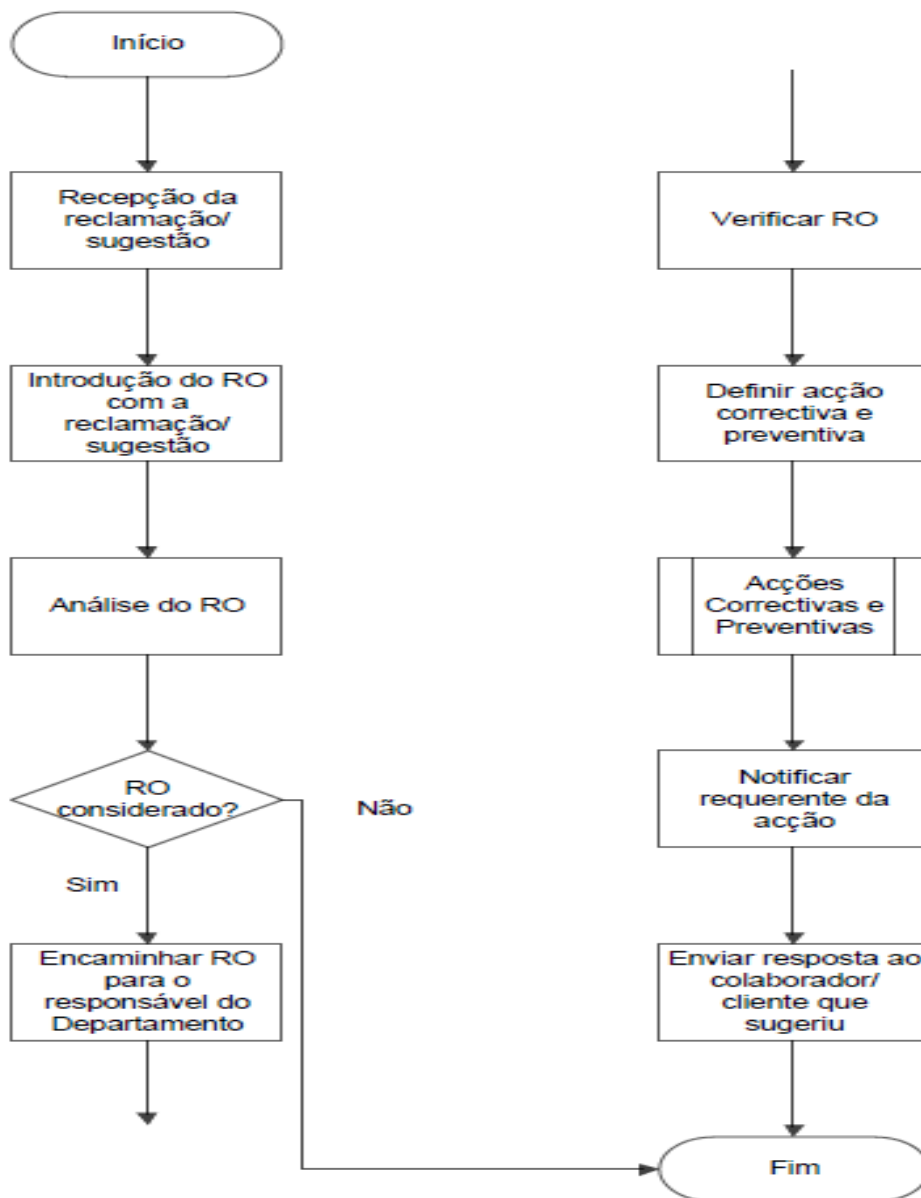 Início
Recepção da
reclamação/
sugestão
Introdução do RO
com a
reclamação/
sugestão
Análise do RO
RO
considerado?
Não
Sim
Encaminhar RO
para o
responsável do
Departamento
Verificar RO
Definir acção
correctiva e
preventiva
Acções
Correctivas e
Preventivas
Notificar
requerente da
acção
Enviar resposta ao
colaborador/
cliente que
sugeriu
Fim